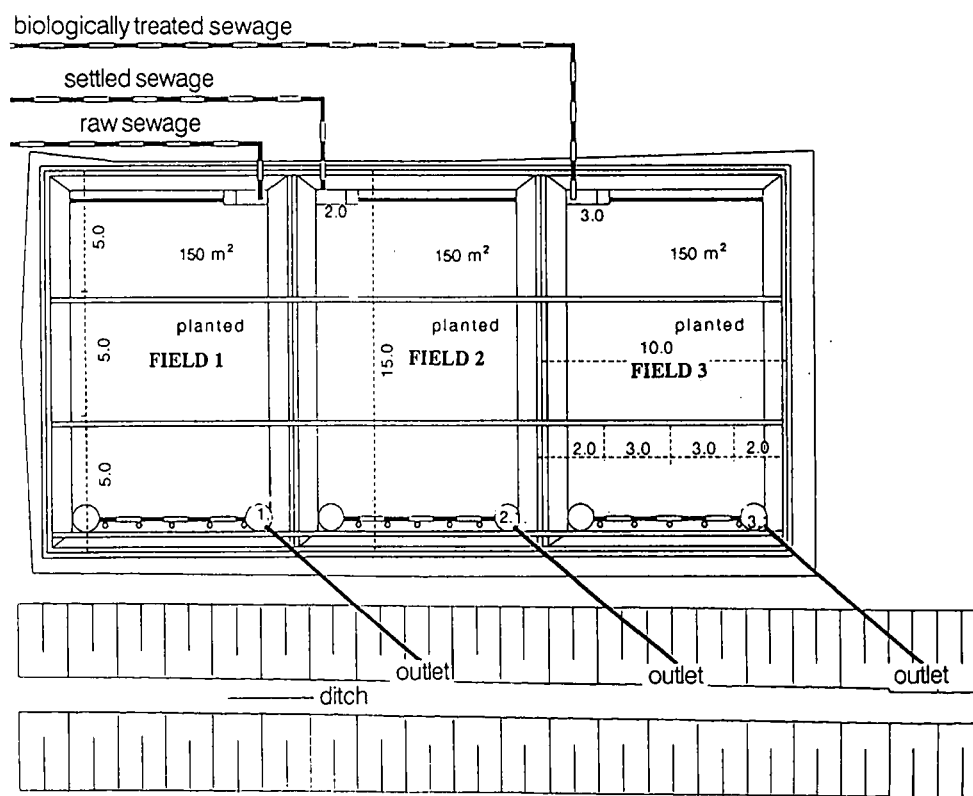 biologically treated sewage
settled sewage
raw sewage
2.0
3.0
5.0
150 m²
150 m²
150 m²
planted
planted
planted
5.0
FIELD 1
15.0
FIELD 2
10.0
FIELD 3
5.0
2.0 3.0 3.0 2.0
1.
2.
3.
outlet
outlet
outlet
ditch